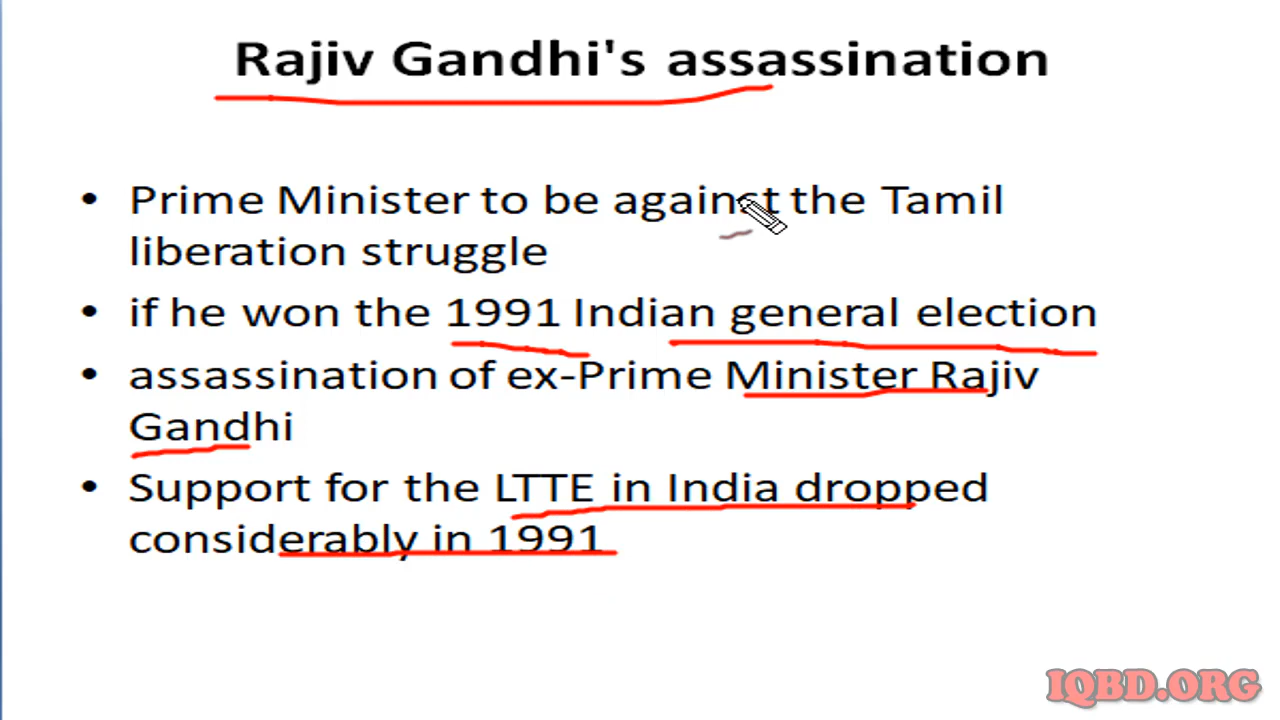 Rajiv Gandhi's assassination
• Prime Minister to be against the Tamil
liberation struggle
• if he won the 1991 Indian general election
• assassination of ex-Prime Minister Rajiv
Gandhi
• Support for the LTTE in India dropped
considerably in 1991
IQBD.ORG